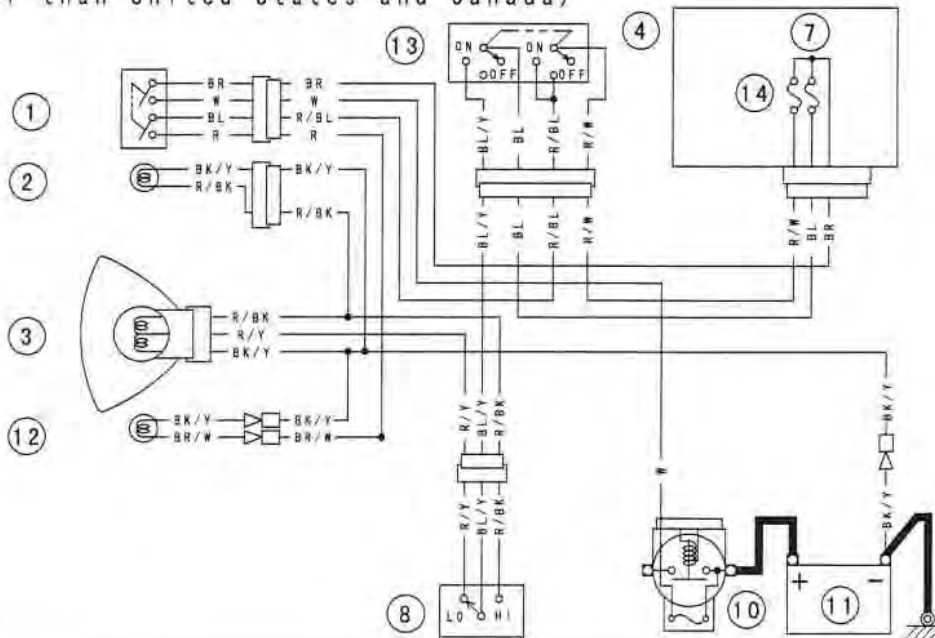 than United States and Canada)
13
4
7
14
ON ON
OFF OFF
1
BR BR
W W
BL R/BL
R R
BL/Y BL R/BL R/W
2
BK/Y BK/Y
R/BK
R/BK
BL/Y BL R/BL R/W
R/W BL BR
3
R/BK
R/Y
BK/Y
BK/Y
12
BK/Y BK/Y
BR/W BR/W
R/Y BL/Y R/BK
W
BK/Y
R/Y BL/Y R/BK
8
LO HI
10
+ -
11